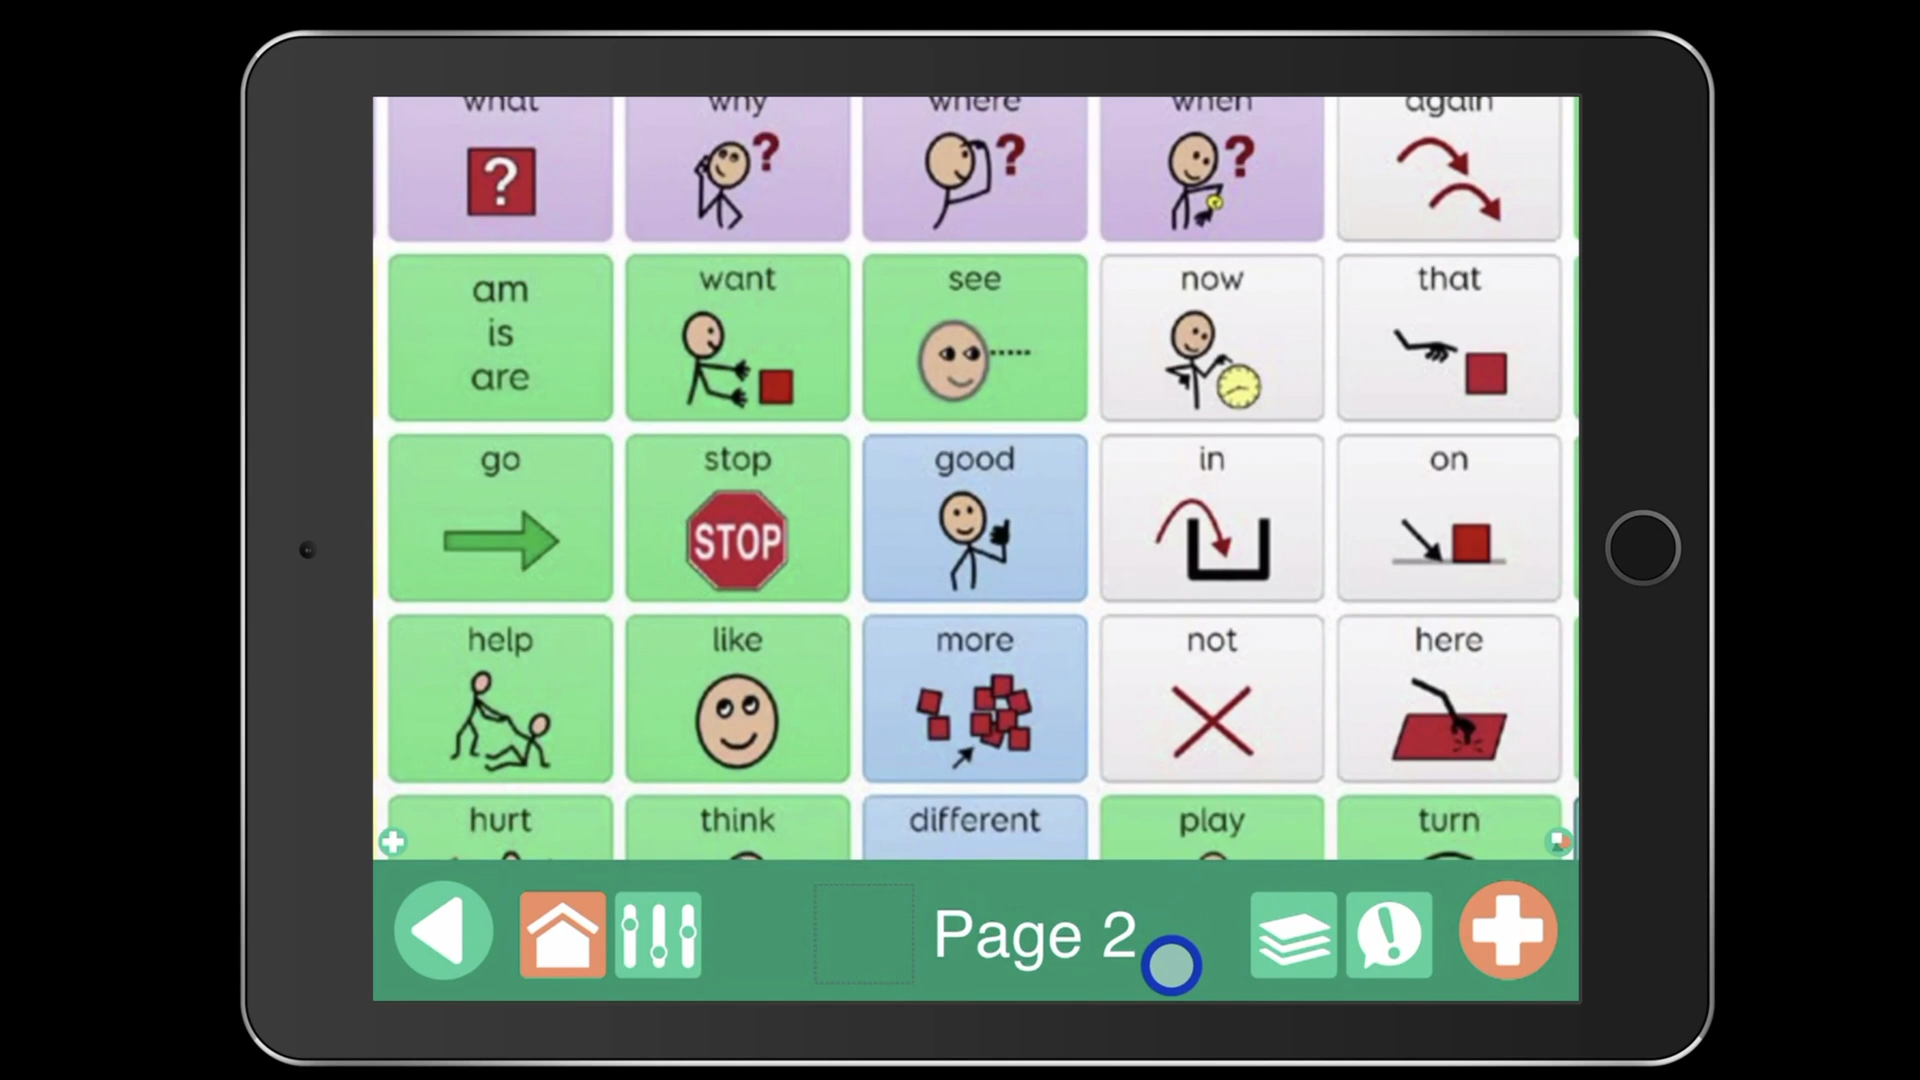 what why where when again
?
? ? ?
am
is
are
want see now that
go stop good in on
STOP
help like more not here
hurt think different play turn
Page 2